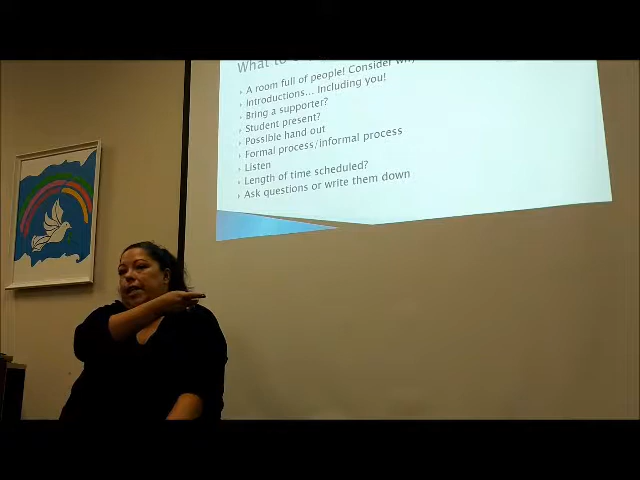 What to
A room full of people! Consider why
Introductions... Including you!
Bring a supporter?
Student present?
Possible hand out
Formal process/informal process
Listen
Length of time scheduled?
Ask questions or write them down